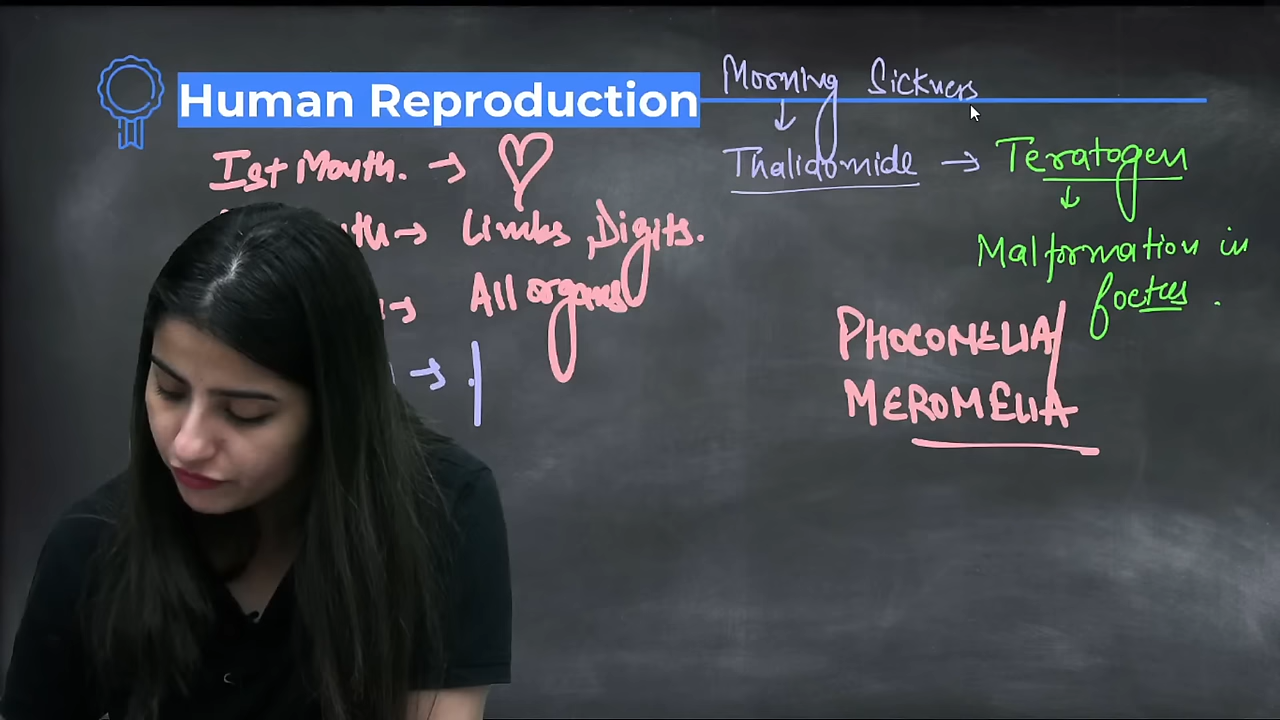 Human Reproduction
Morning Sickness
↓
Thalidomide → Teratogen
↓
Malformation in
foetus.
Ist Month. → ♡
→ Limbs, Digits.
→ All organs
→
PHOCOMELIA/
MEROMELIA